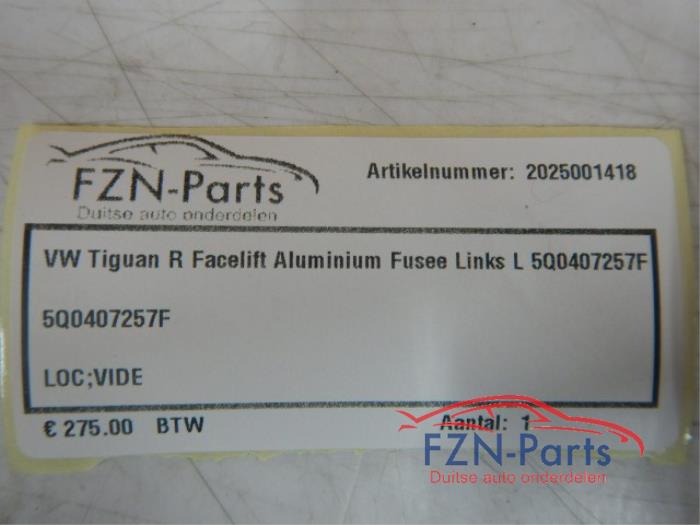 FZN-Parts
Duitse auto onderdelen
Artikelnummer: 2025001418
VW Tiguan R Facelift Aluminium Fusee Links L 5Q0407257F
5Q0407257F
LOC;VIDE
€ 275.00 BTW
Aantal: 1
FZN-Parts
Duitse auto onderdelen